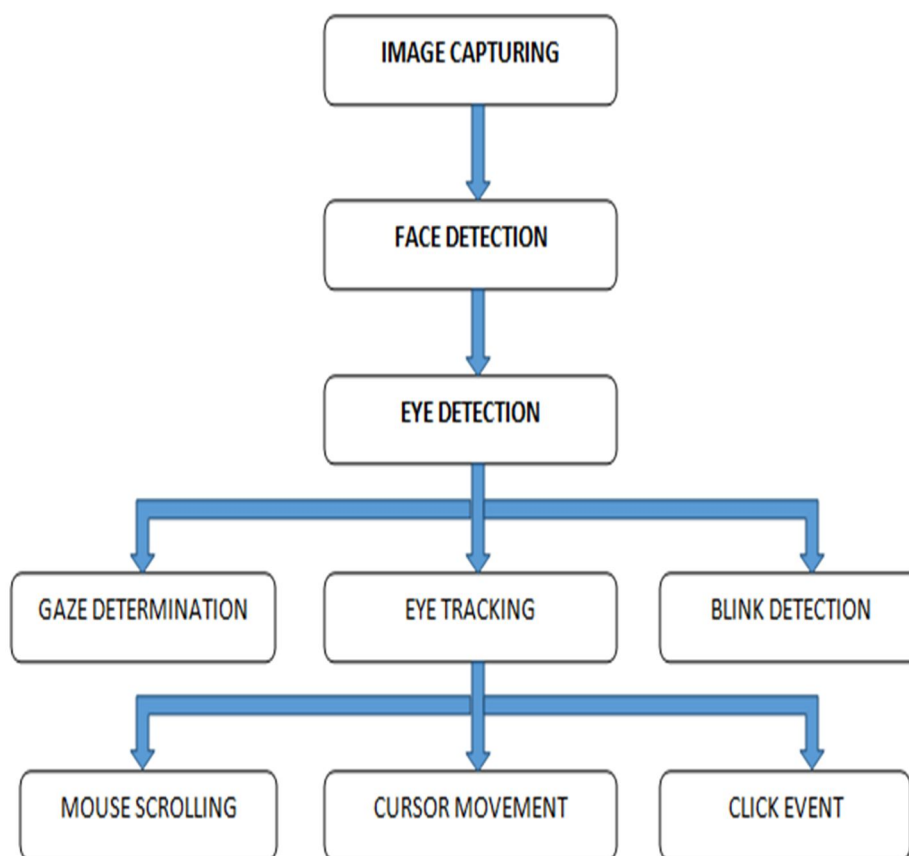 IMAGE CAPTURING
FACE DETECTION
EYE DETECTION
GAZE DETERMINATION
EYE TRACKING
BLINK DETECTION
MOUSE SCROLLING
CURSOR MOVEMENT
CLICK EVENT